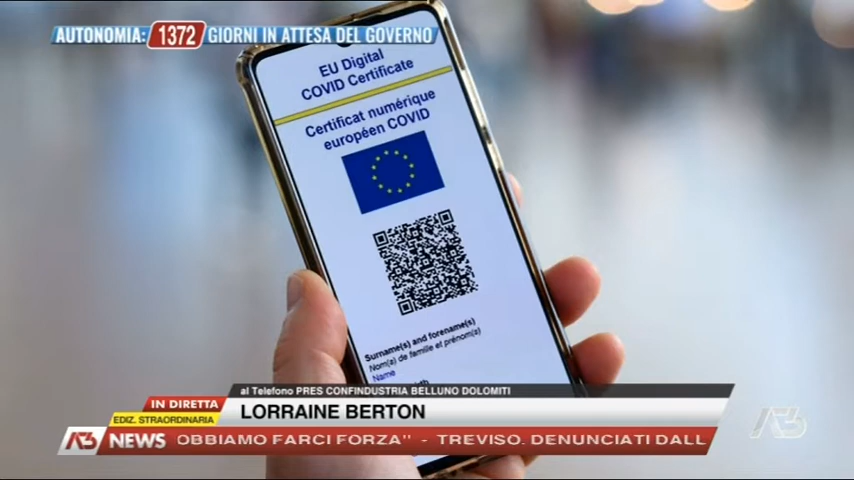 AUTONOMIA: 1372 GIORNI IN ATTESA DEL GOVERNO
EU Digital
COVID Certificate
Certificat numérique
européen COVID
Surname(s) and forename(s)
Nom(s) de famille et prénom(s)
Name
al Telefono PRES CONFINDUSTRIA BELLUNO DOLOMITI
IN DIRETTA
LORRAINE BERTON
EDIZ. STRAORDINARIA
A3 NEWS OBBIAMO FARCI FORZA" - TREVISO. DENUNCIATI DALL
A3